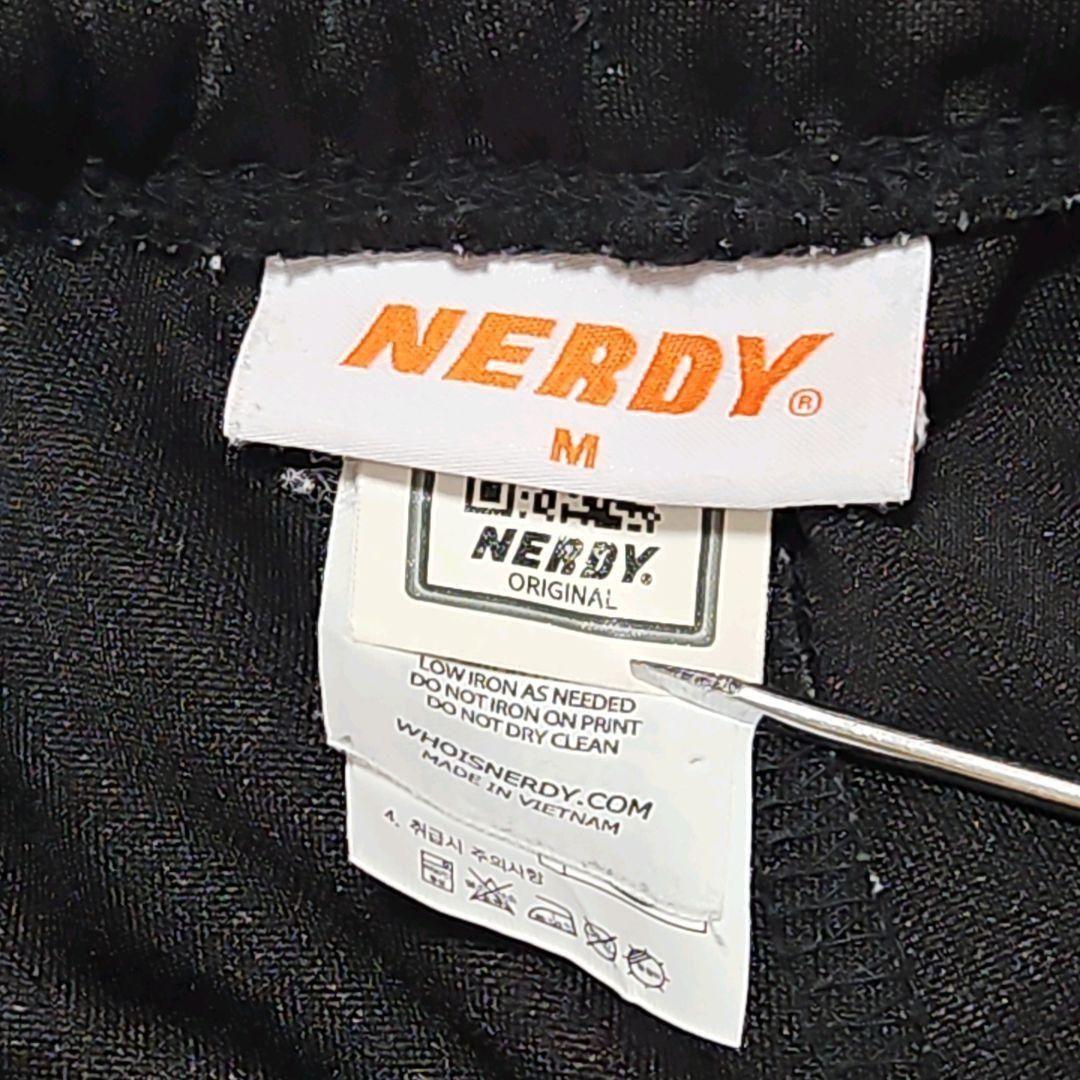 NERDY®
M
NERDY®
ORIGINAL
LOW IRON AS NEEDED
DO NOT IRON ON PRINT
DO NOT DRY CLEAN
WHOISNERDY.COM
MADE IN VIETNAM
4. 취급시 주의사항